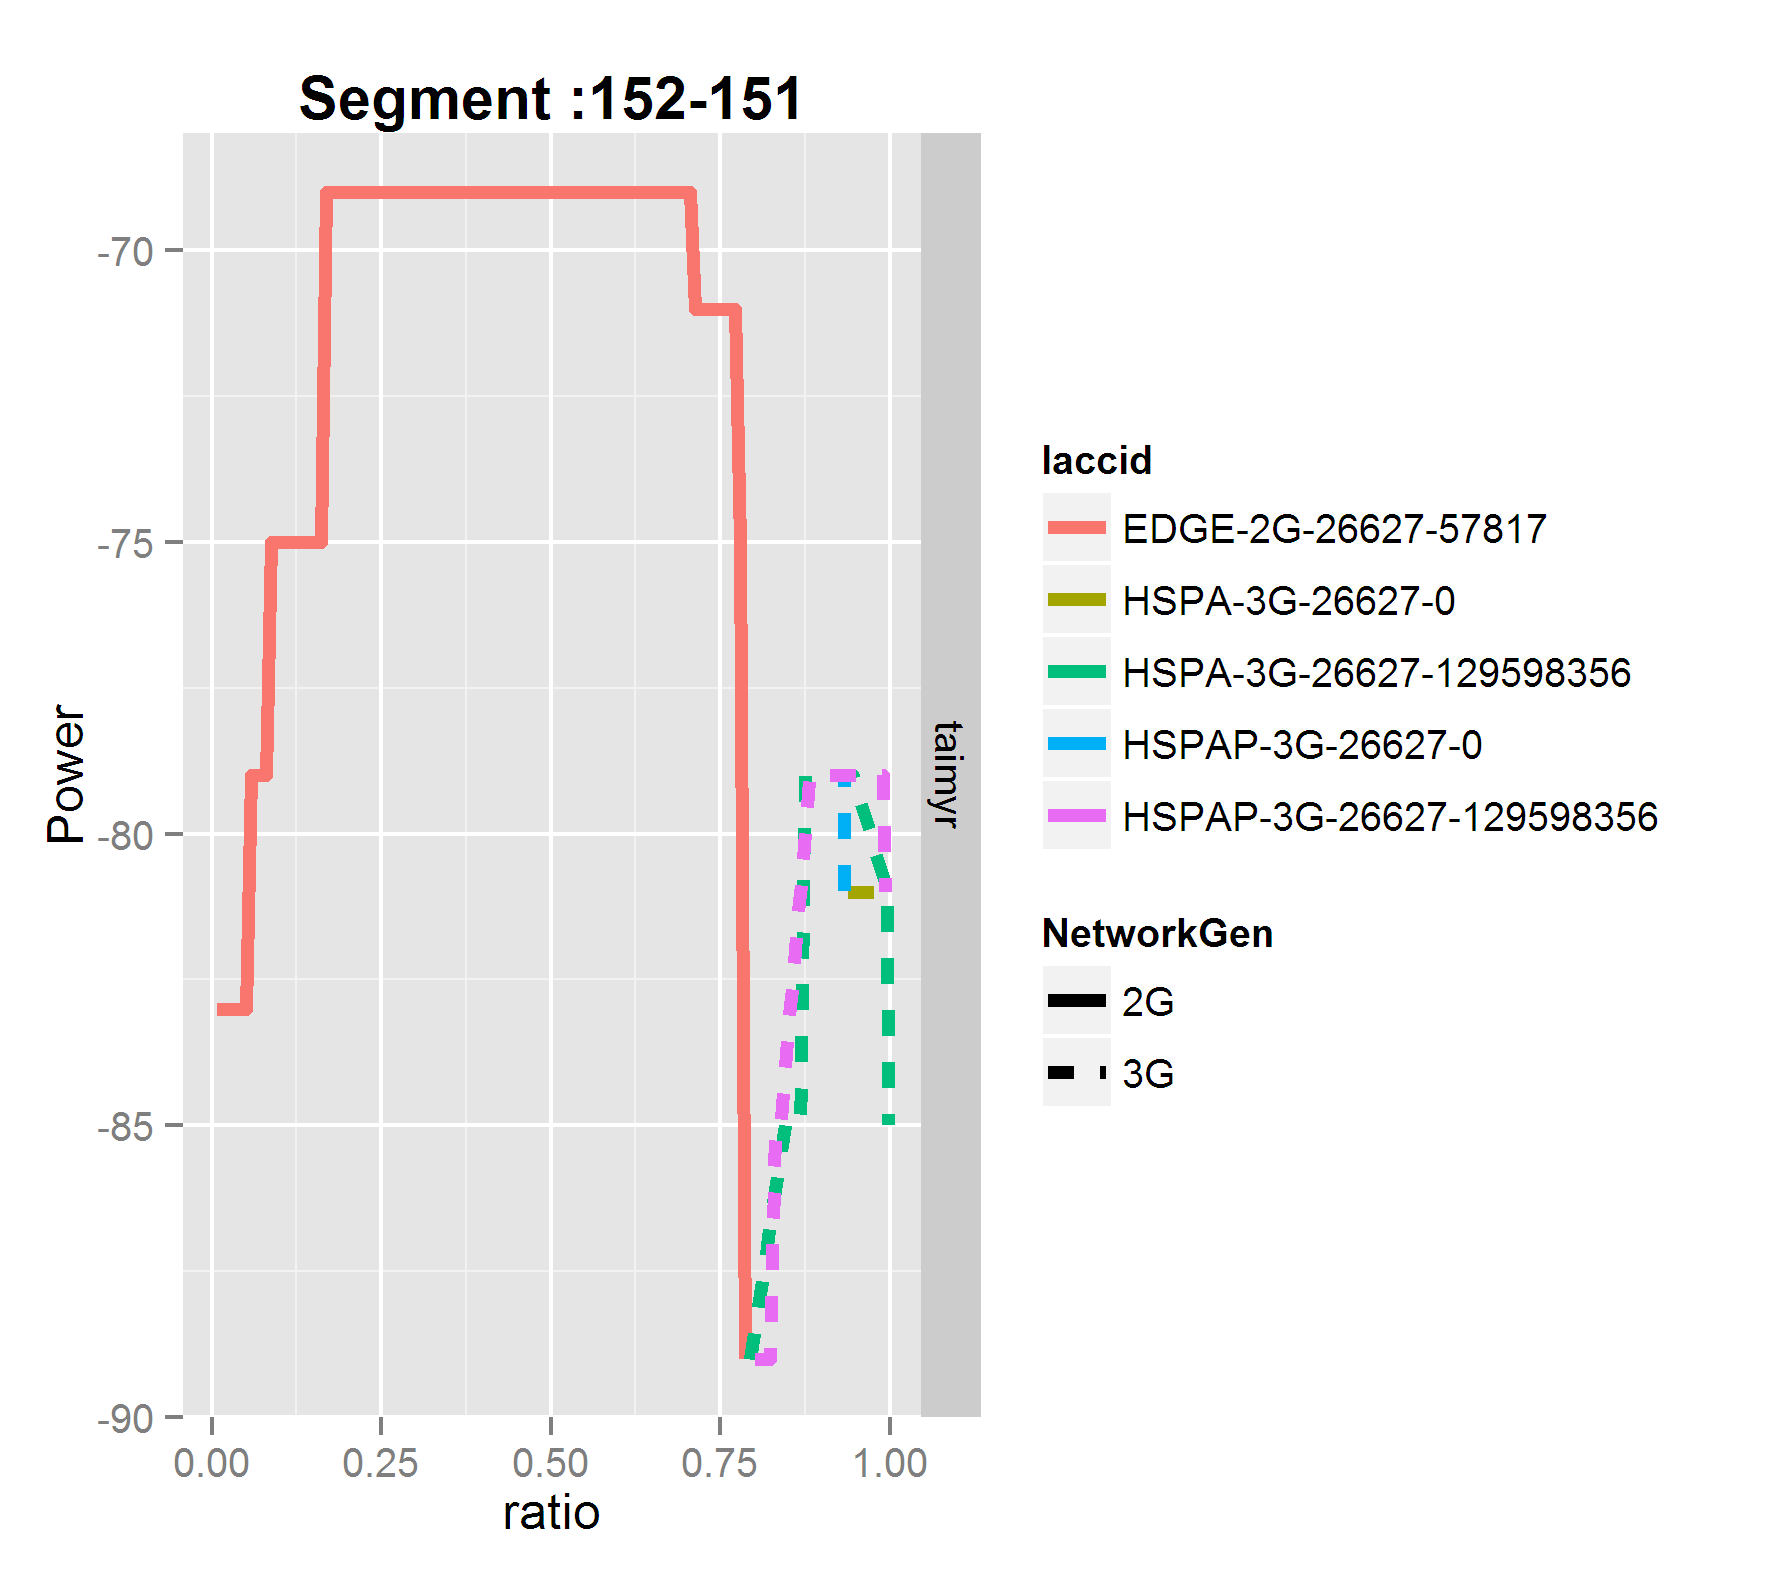 Segment :152-151
Power
-70
-75
-80
-85
-90
0.00 0.25 0.50 0.75 1.00
ratio
taimyr
laccid
EDGE-2G-26627-57817
HSPA-3G-26627-0
HSPA-3G-26627-129598356
HSPAP-3G-26627-0
HSPAP-3G-26627-129598356
NetworkGen
2G
3G